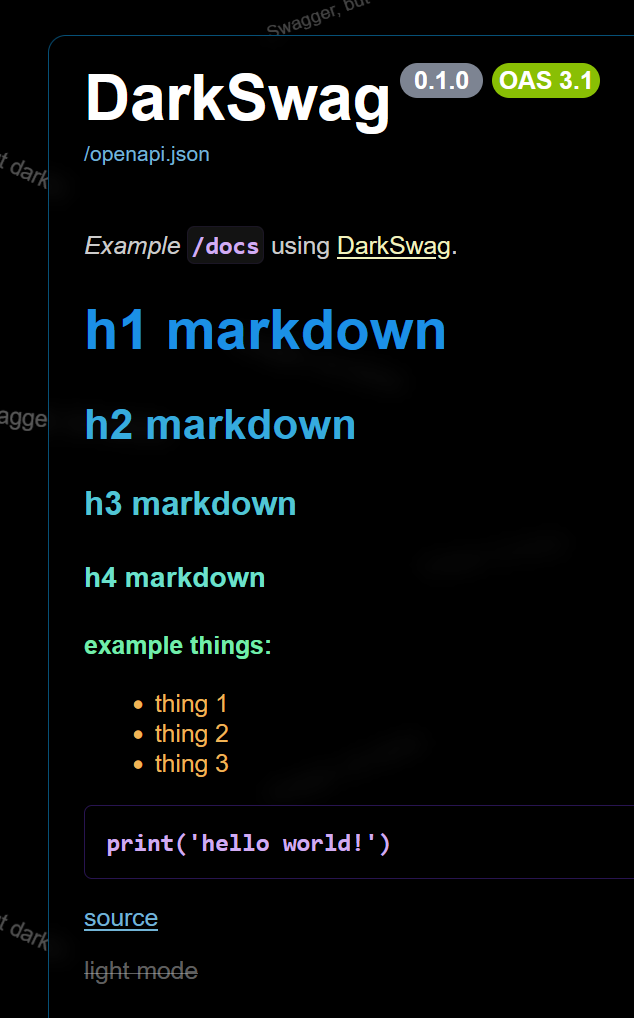 Swagger, but
DarkSwag 0.1.0 OAS 3.1
/openapi.json
t dark
Example /docs using DarkSwag.
h1 markdown
agge
h2 markdown
h3 markdown
h4 markdown
example things:
• thing 1
• thing 2
• thing 3
print('hello world!')
source
t dark
light mode